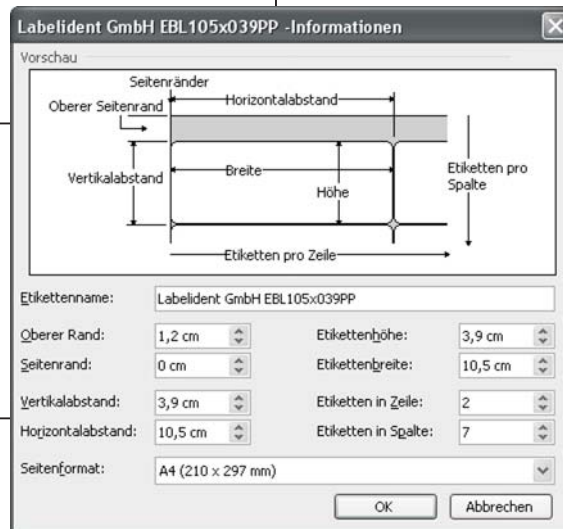 Labelident GmbH EBL105x039PP -Informationen
Vorschau
Seitenränder
Oberer Seitenrand
Horizontalabstand
Vertikalabstand
Breite
Höhe
Etiketten pro
Spalte
Etiketten pro Zeile
Etikettenname: Labelident GmbH EBL105x039PP
Oberer Rand: 1,2 cm Etikettenhöhe: 3,9 cm
Seitenrand: 0 cm Etikettenbreite: 10,5 cm
Vertikalabstand: 3,9 cm Etiketten in Zeile: 2
Horizontalabstand: 10,5 cm Etiketten in Spalte: 7
Seitenformat: A4 (210 x 297 mm)
OK Abbrechen